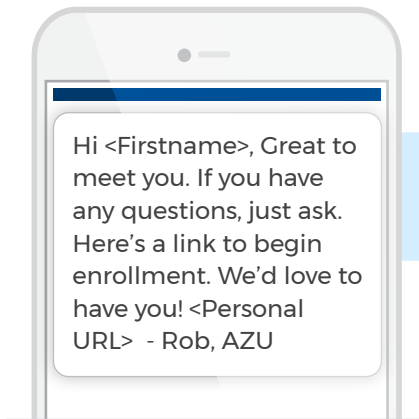 Hi <Firstname>, Great to
meet you. If you have
any questions, just ask.
Here’s a link to begin
enrollment. We’d love to
have you! <Personal
URL>  - Rob, AZU